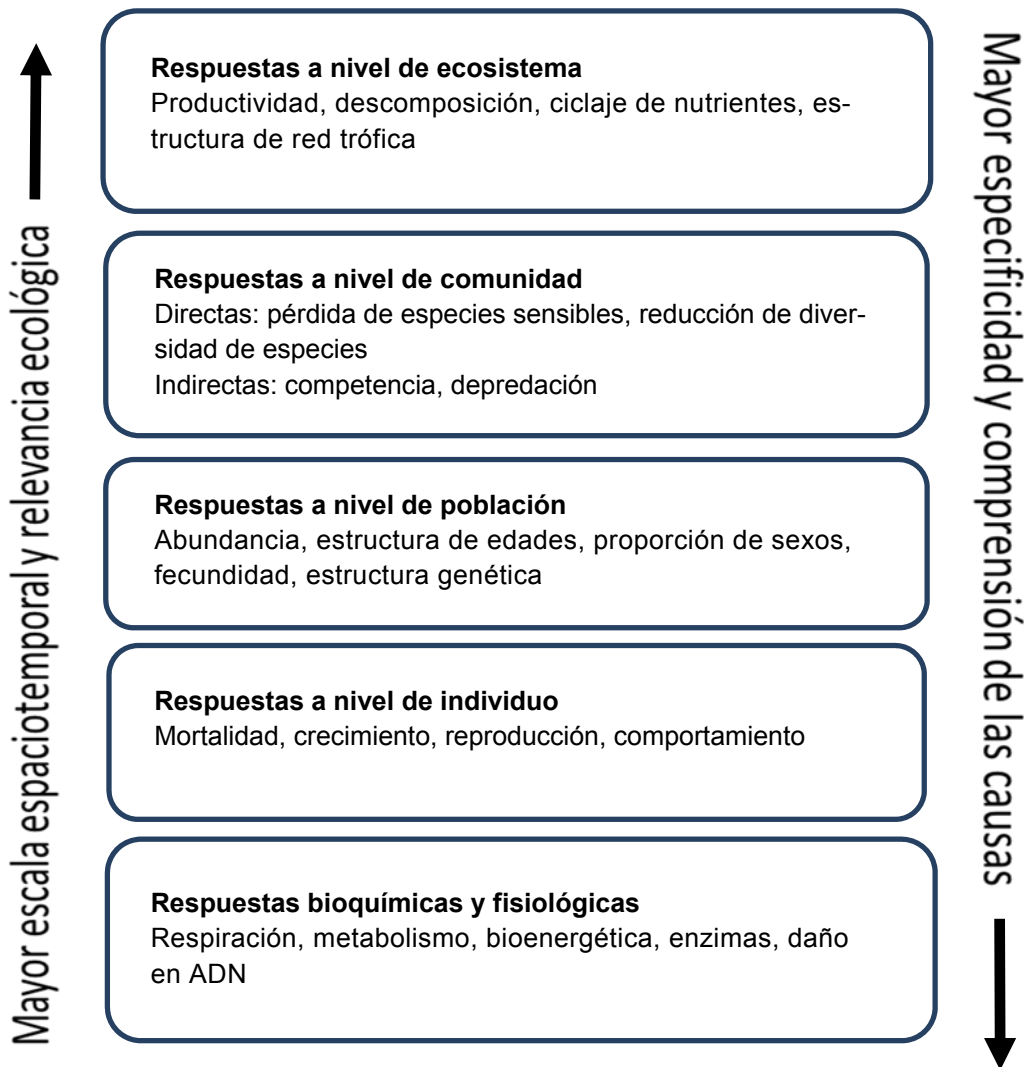 Mayor escala espaciotemporal y relevancia ecológica
Respuestas a nivel de ecosistema
Productividad, descomposición, ciclaje de nutrientes, es-
tructura de red trófica
Respuestas a nivel de comunidad
Directas: pérdida de especies sensibles, reducción de diver-
sidad de especies
Indirectas: competencia, depredación
Respuestas a nivel de población
Abundancia, estructura de edades, proporción de sexos,
fecundidad, estructura genética
Respuestas a nivel de individuo
Mortalidad, crecimiento, reproducción, comportamiento
Respuestas bioquímicas y fisiológicas
Respiración, metabolismo, bioenergética, enzimas, daño
en ADN
Mayor especificidad y comprensión de las causas